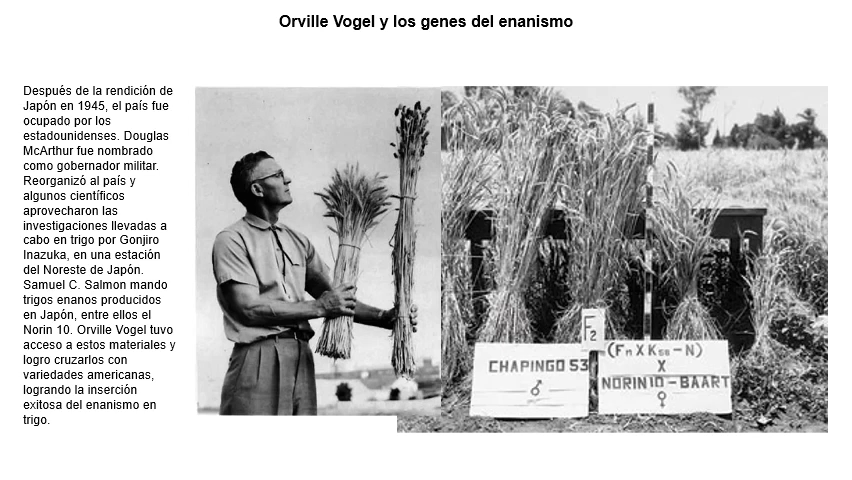 Orville Vogel y los genes del enanismo
Después de la rendición de
Japón en 1945, el país fue
ocupado por los
estadounidenses. Douglas
McArthur fue nombrado
como gobernador militar.
Reorganizó al país y
algunos científicos
aprovecharon las
investigaciones llevadas a
cabo en trigo por Gonjiro
Inazuka, en una estación
del Noreste de Japón.
Samuel C. Salmon mando
trigos enanos producidos
en Japón, entre ellos el
Norin 10. Orville Vogel tuvo
acceso a estos materiales y
logro cruzarlos con
variedades americanas,
logrando la inserción
exitosa del enanismo en
trigo.
F2
CHAPINGO 53
♂
(Fn X K58 - N)
X
NORIN 10 - BAART
♀